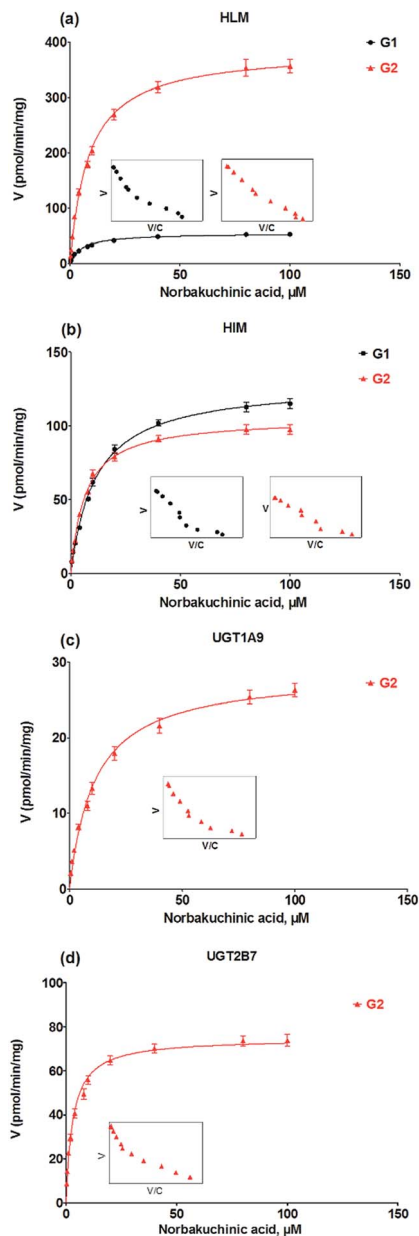 (a)
HLM
G1
G2
400
300
200
100
0
V (pmol/min/mg)
V
V/C
V
V/C
50
100
150
Norbakuchinic acid, µM
(b)
HIM
G1
G2
150
100
50
0
V (pmol/min/mg)
V
V/C
V
V/C
0
50
100
150
Norbakuchinic acid, µM
(c)
UGT1A9
G2
30
20
10
0
V (pmol/min/mg)
V
V/C
0
50
100
150
Norbakuchinic acid, µM
(d)
UGT2B7
G2
100
80
60
40
20
0
V (pmol/min/mg)
V
V/C
0
50
100
150
Norbakuchinic acid, µM